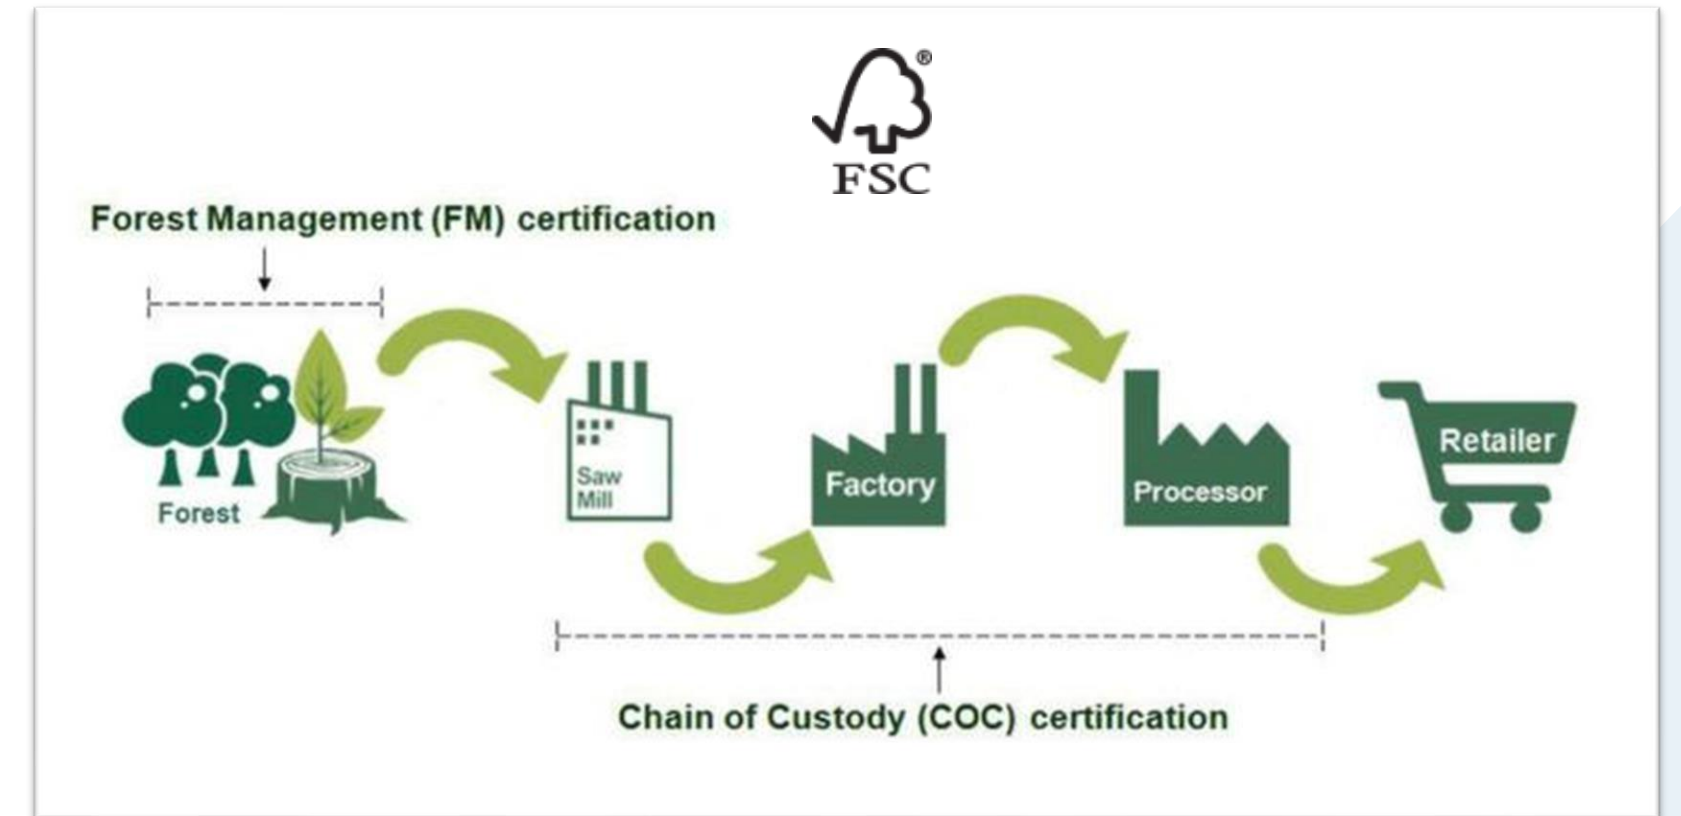 ®
FSC
Forest Management (FM) certification
Forest
Saw
Mill
Factory
Processor
Retailer
Chain of Custody (COC) certification